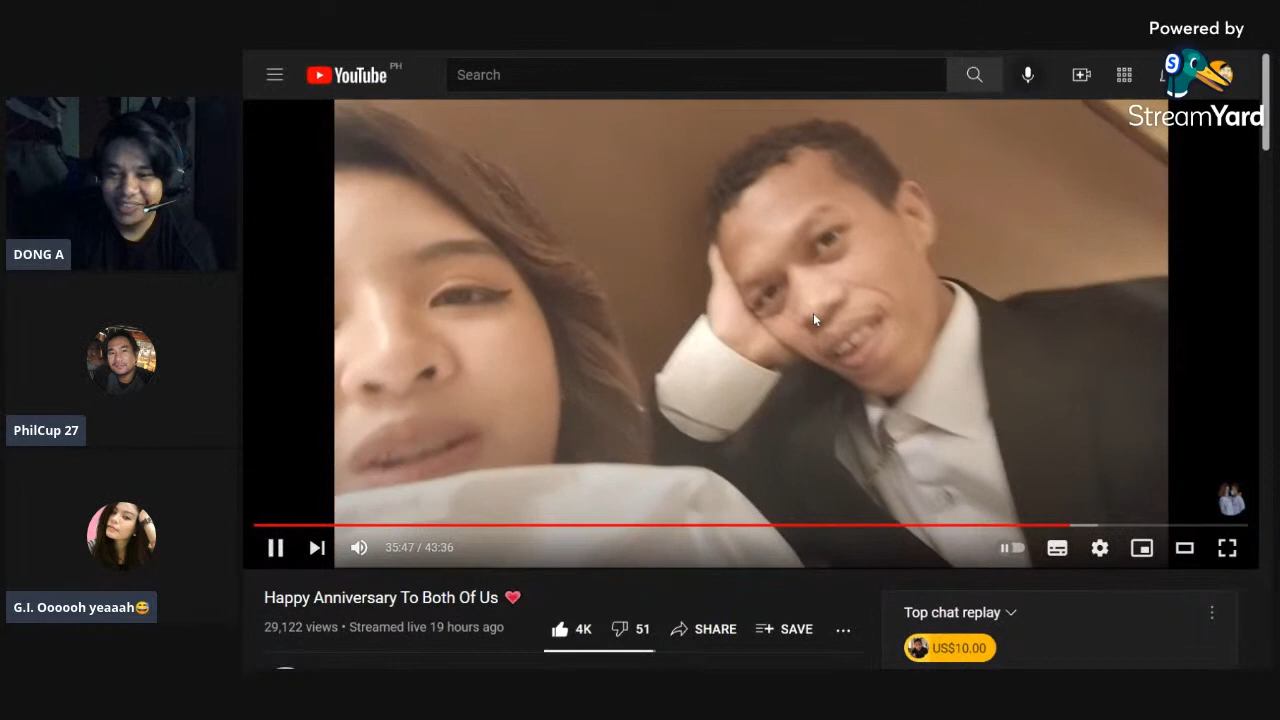 Powered by
StreamYard
YouTube PH
Search
DONG A
PhilCup 27
G.I. Oooooh yeaaah😅
35:47 / 43:36
Happy Anniversary To Both Of Us ❤️
29,122 views • Streamed live 19 hours ago
4K
51
SHARE
SAVE
Top chat replay
US$10.00